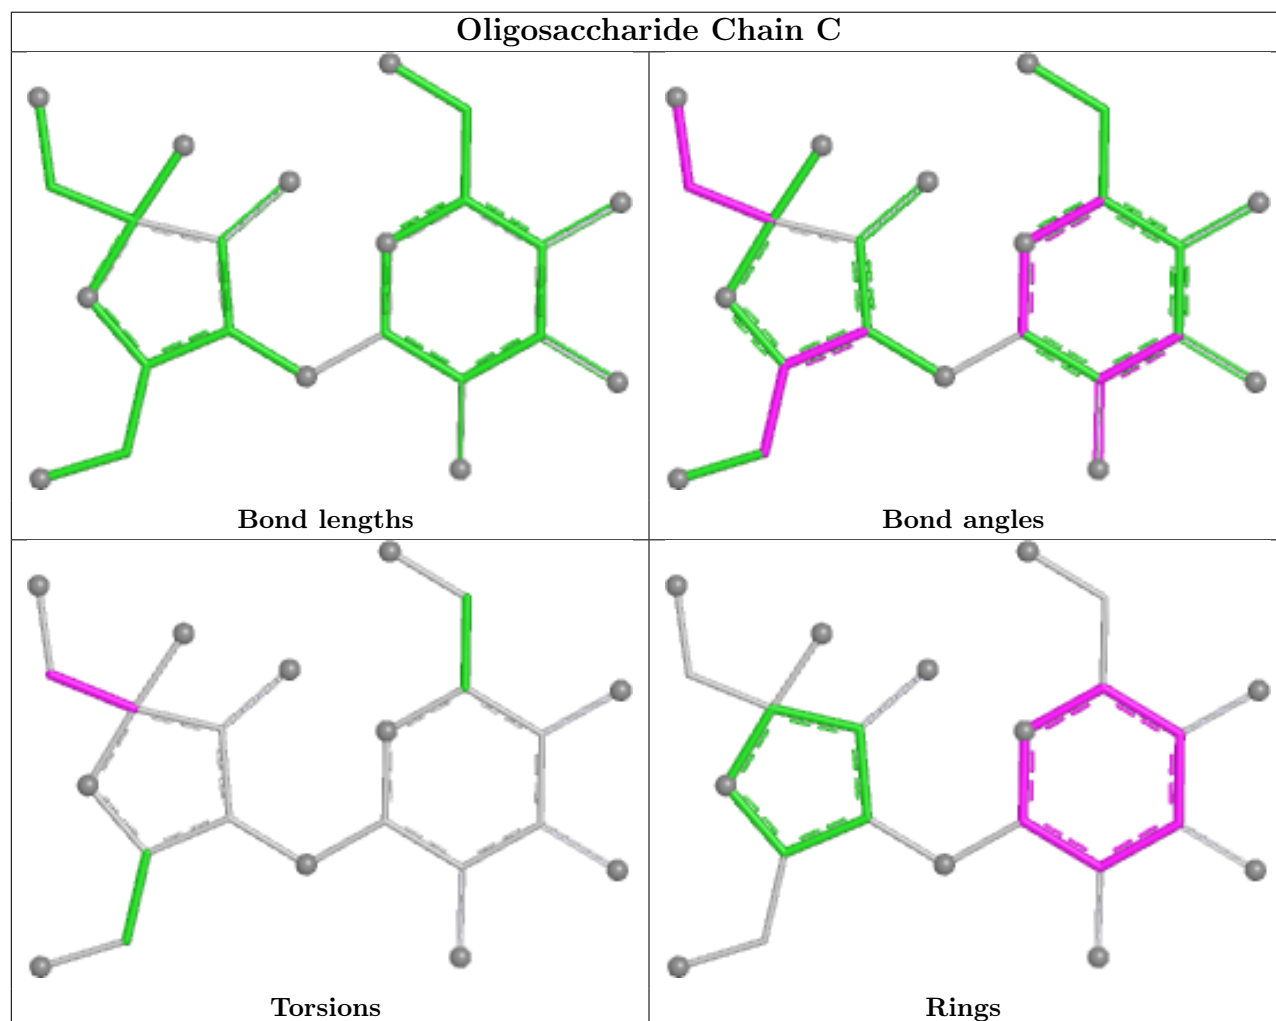 Oligosaccharide Chain C
Bond lengths
Bond angles
Torsions
Rings